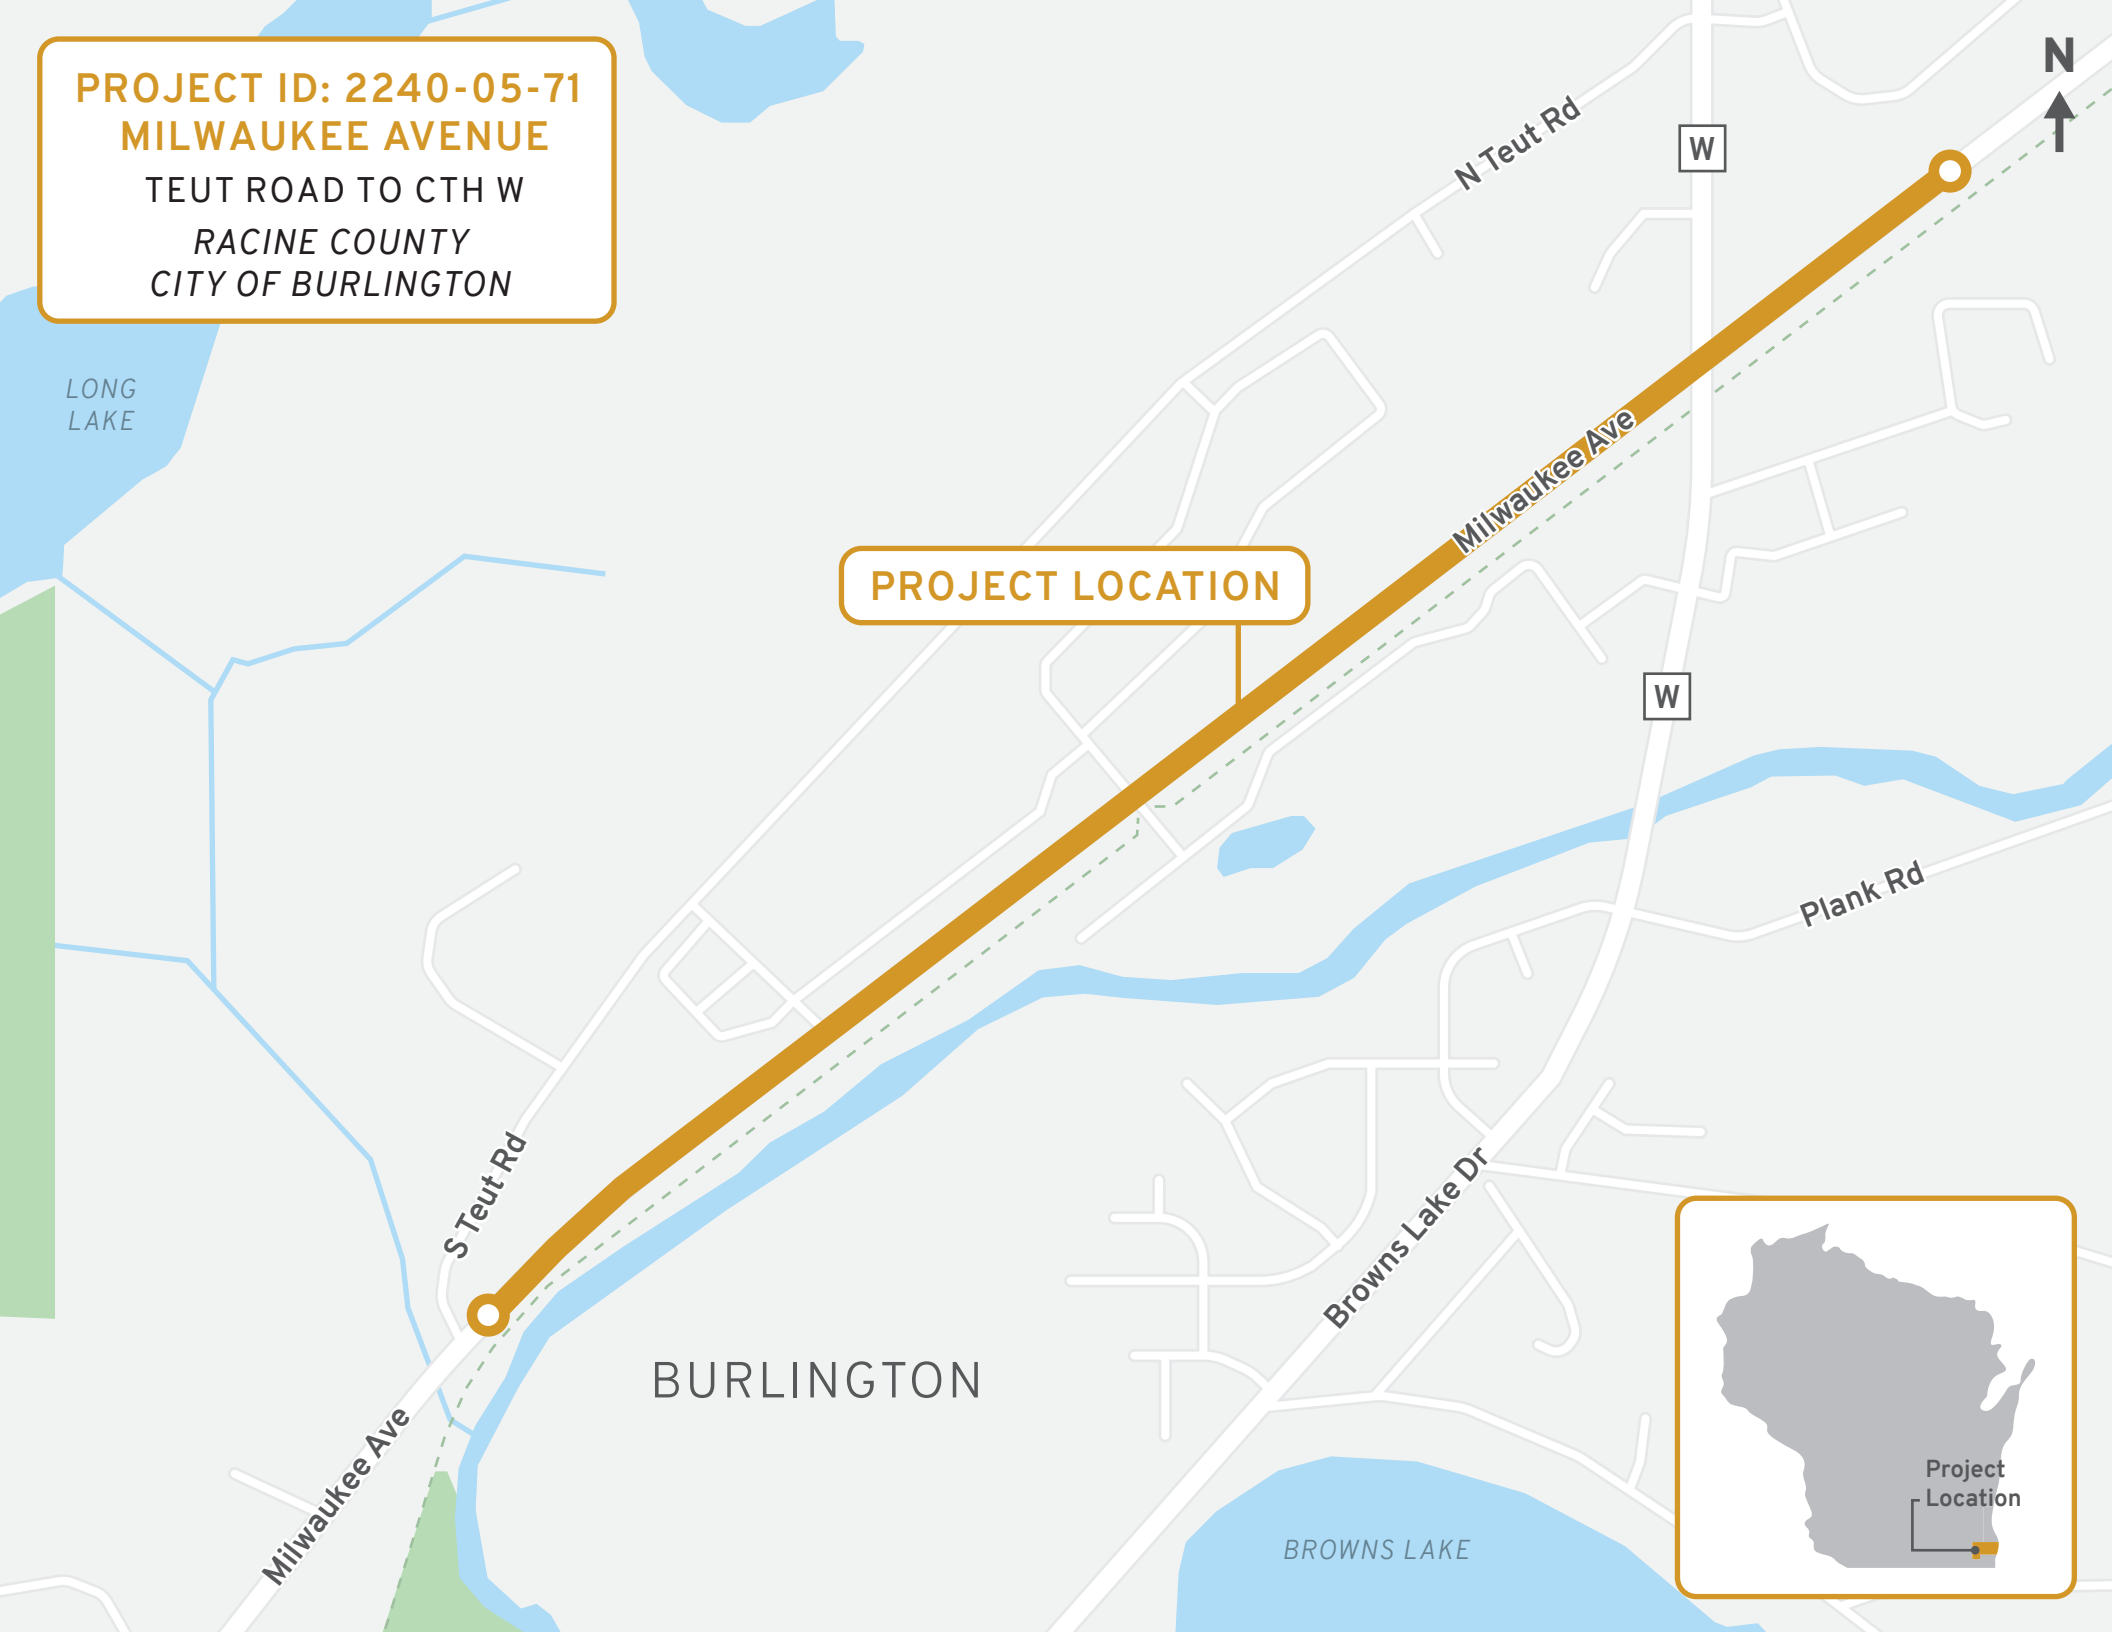 PROJECT ID: 2240-05-71
MILWAUKEE AVENUE
TEUT ROAD TO CTH W
RACINE COUNTY
CITY OF BURLINGTON
N
N Teut Rd
W
LONG
LAKE
Milwaukee Ave
PROJECT LOCATION
W
Plank Rd
S Teut Rd
Browns Lake Dr
BURLINGTON
Milwaukee Ave
BROWNS LAKE
Project
Location